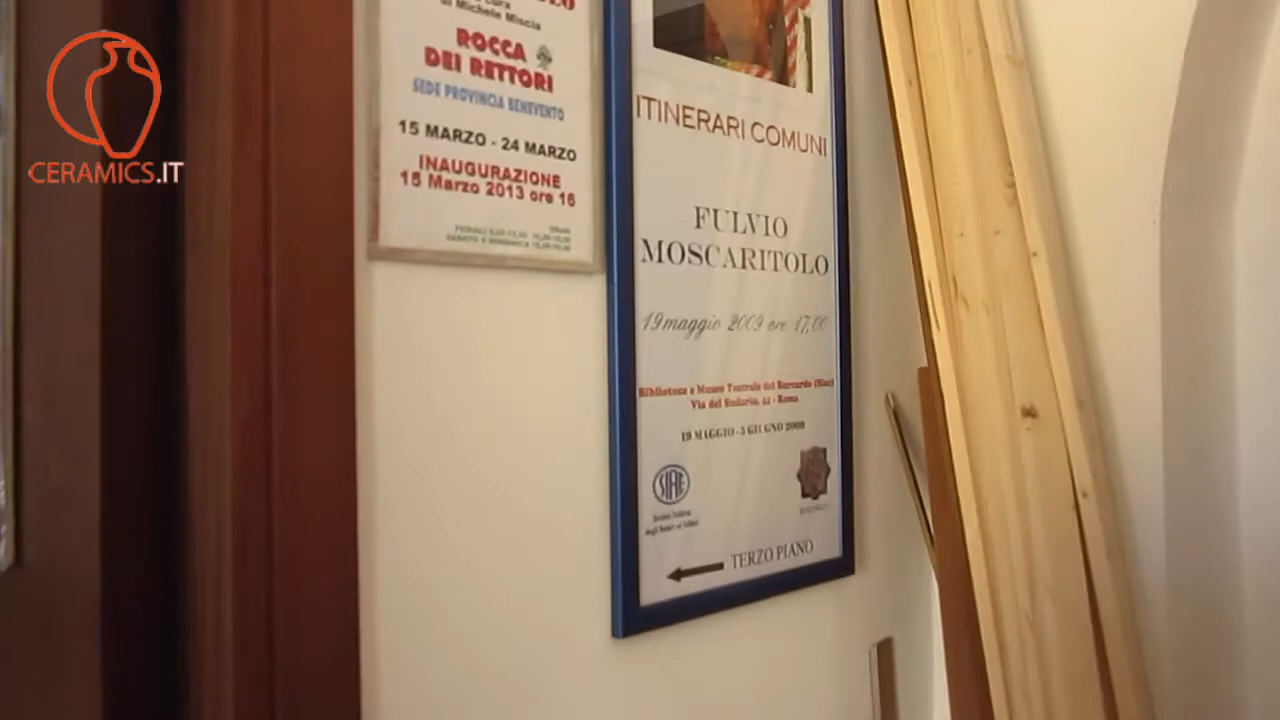 CERAMICS.IT
di Michele Miscia
ROCCA
DEI RETTORI
SEDE PROVINCIA BENEVENTO
15 MARZO - 24 MARZO
INAUGURAZIONE
15 Marzo 2013 ore 16
ITINERARI COMUNI
FULVIO
MOSCARITOLO
19 maggio 2009 ore 17,00
Biblioteca e Museo Teatrale del Burcardo (Siae)
Via del Sudario, 44 - Roma
19 MAGGIO - 5 GIUGNO 2009
SIAE
TERZO PIANO